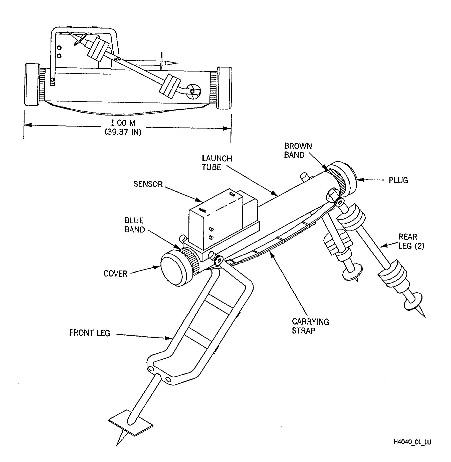 1.00 M
(39.37 IN)
BROWN
BAND
LAUNCH
TUBE
PLUG
SENSOR
BLUE
BAND
REAR
LEG (2)
COVER
CARRYING
STRAP
FRONT LEG